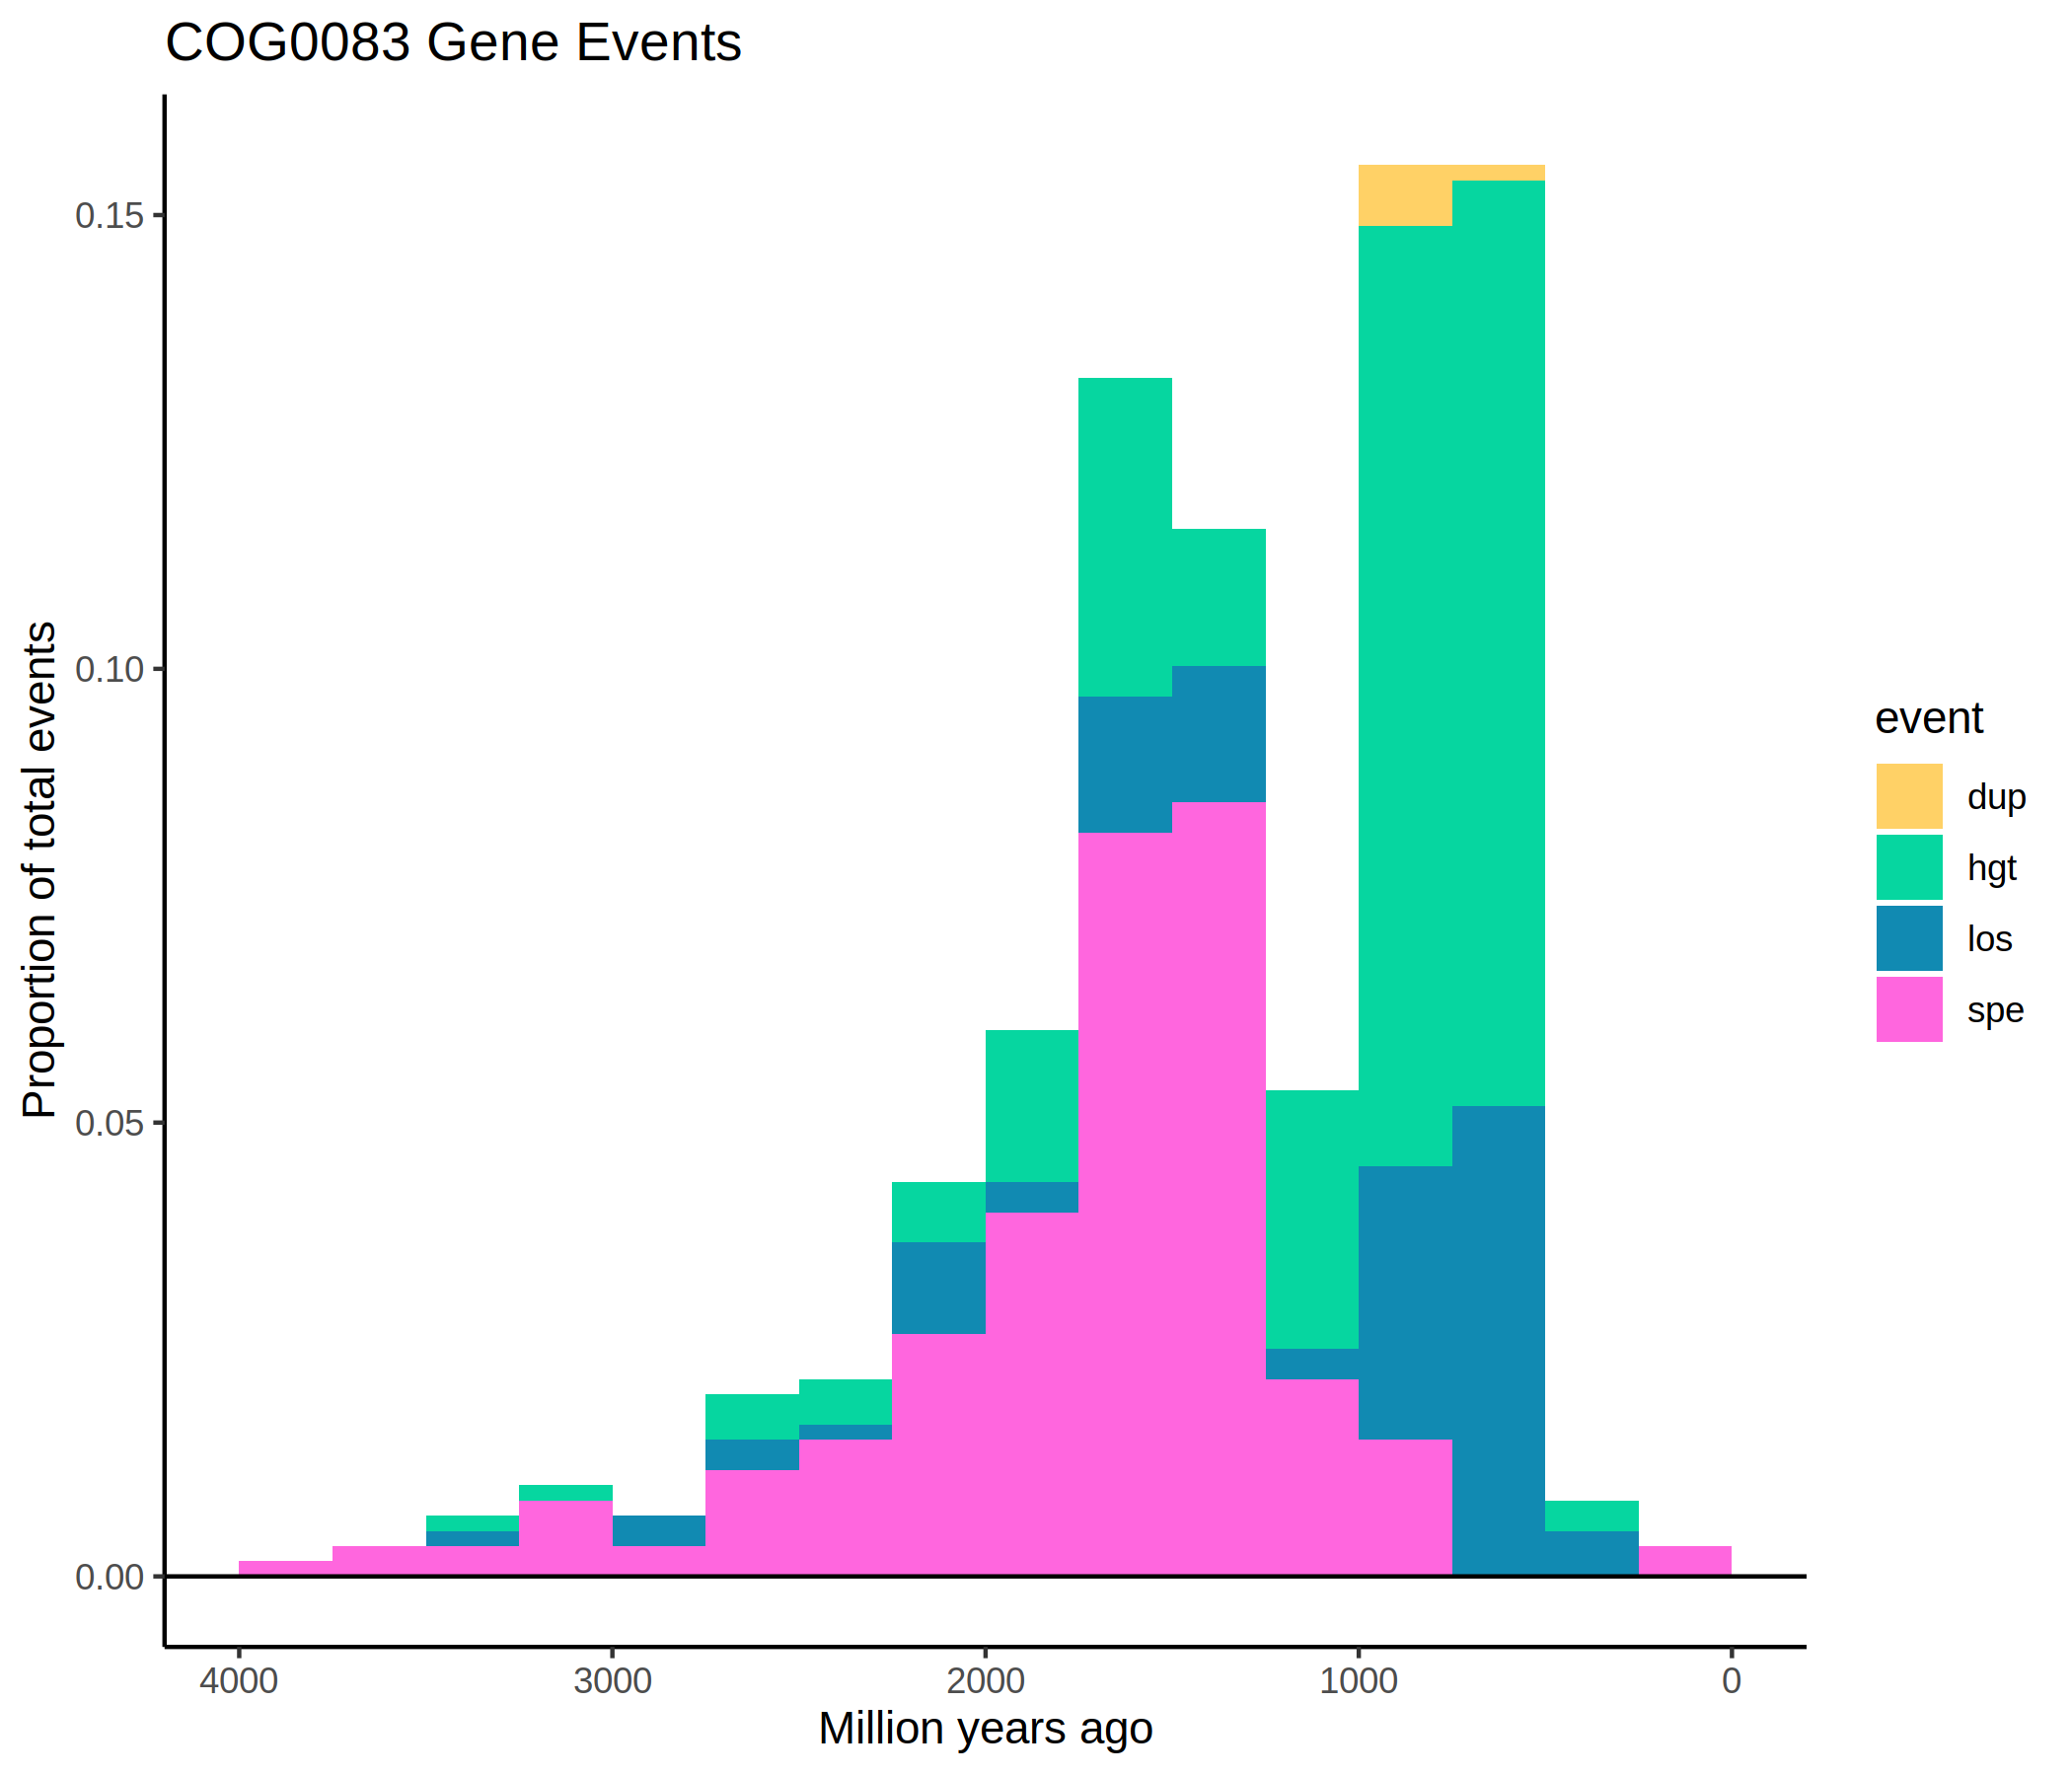 COG0083 Gene Events
Proportion of total events
0.15
0.10
0.05
0.00
4000 3000 2000 1000 0
Million years ago
event
dup
hgt
los
spe